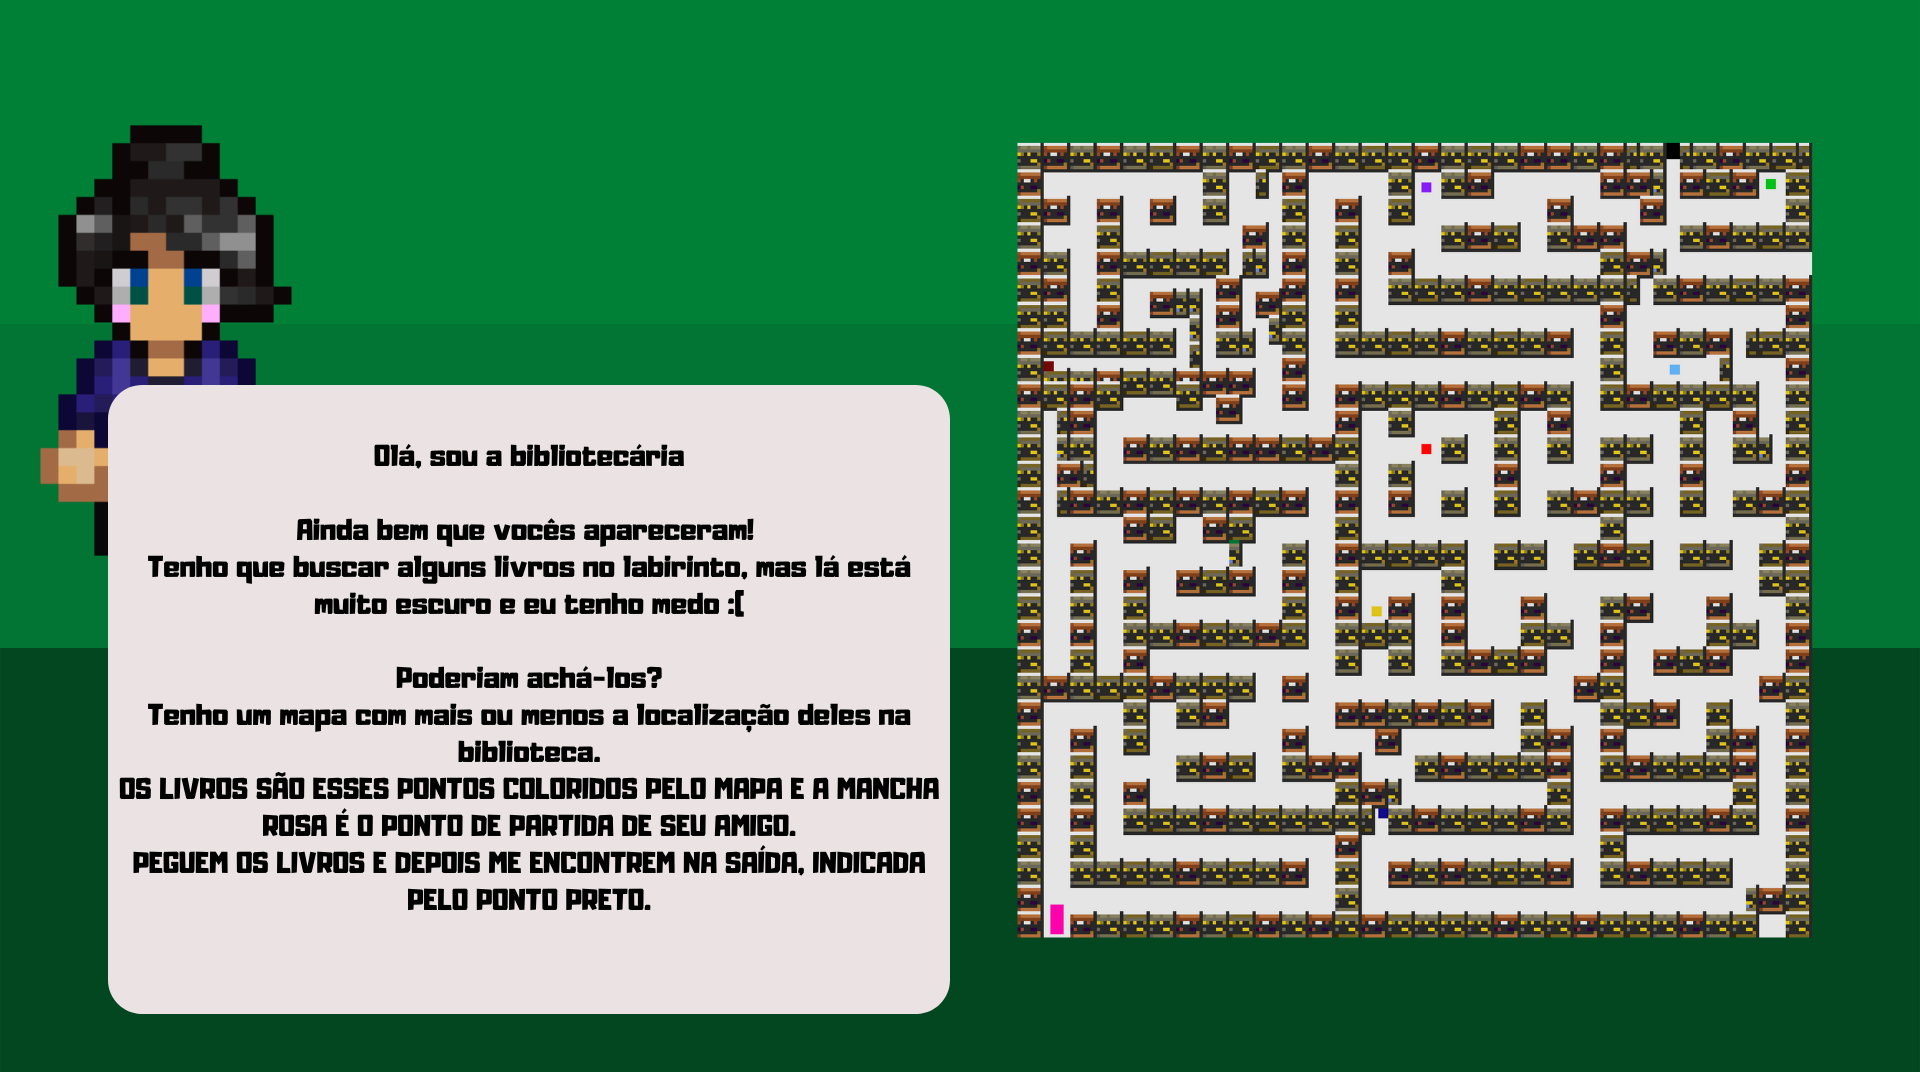 Olá, sou a bibliotecária
Ainda bem que vocês apareceram!
Tenho que buscar alguns livros no labirinto, mas lá está
muito escuro e eu tenho medo :[
Poderiam achá-los?
Tenho um mapa com mais ou menos a localização deles na
biblioteca.
OS LIVROS SÃO ESSES PONTOS COLORIDOS PELO MAPA E A MANCHA
ROSA É O PONTO DE PARTIDA DE SEU AMIGO.
PEGUEM OS LIVROS E DEPOIS ME ENCONTREM NA SAÍDA, INDICADA
PELO PONTO PRETO.